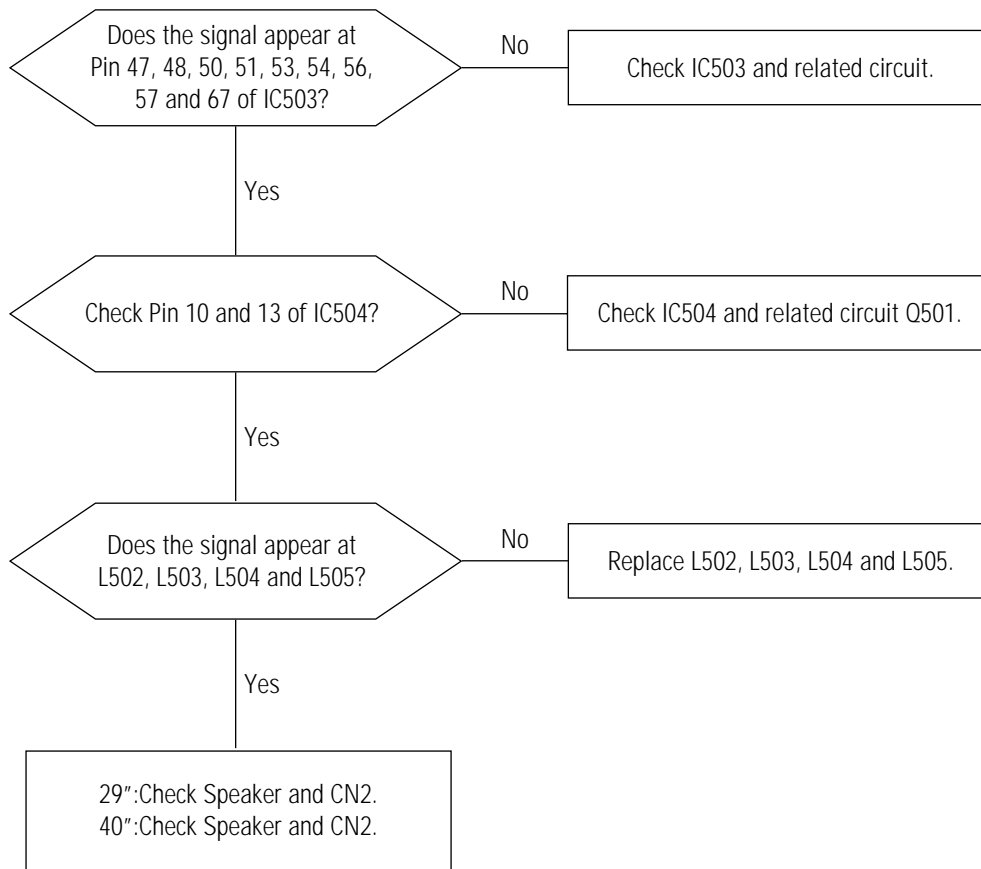 Does the signal appear at
Pin 47, 48, 50, 51, 53, 54, 56,
57 and 67 of IC503?
No
Check IC503 and related circuit.
Yes
Check Pin 10 and 13 of IC504?
No
Check IC504 and related circuit Q501.
Yes
Does the signal appear at
L502, L503, L504 and L505?
No
Replace L502, L503, L504 and L505.
Yes
29″:Check Speaker and CN2.
40″:Check Speaker and CN2.